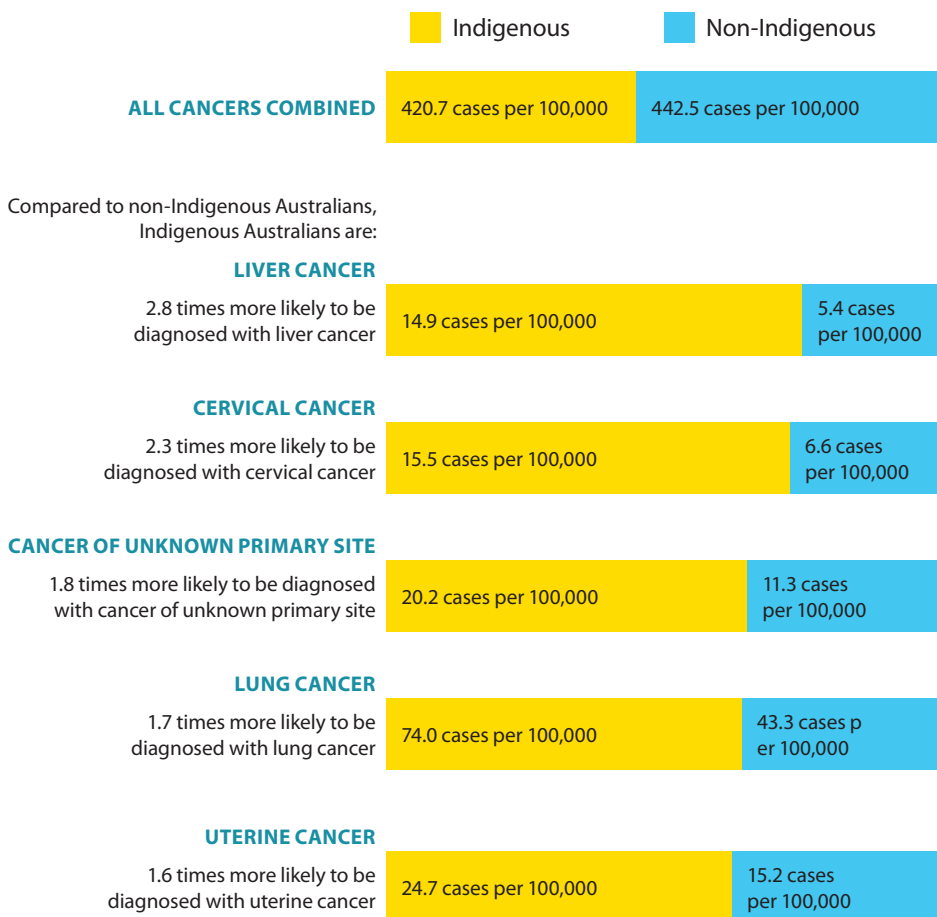 Indigenous
Non-Indigenous
ALL CANCERS COMBINED
420.7 cases per 100,000
442.5 cases per 100,000
Compared to non-Indigenous Australians,
Indigenous Australians are:
LIVER CANCER
2.8 times more likely to be
diagnosed with liver cancer
14.9 cases per 100,000
5.4 cases
per 100,000
CERVICAL CANCER
2.3 times more likely to be
diagnosed with cervical cancer
15.5 cases per 100,000
6.6 cases
per 100,000
CANCER OF UNKNOWN PRIMARY SITE
1.8 times more likely to be diagnosed
with cancer of unknown primary site
20.2 cases per 100,000
11.3 cases
per 100,000
LUNG CANCER
1.7 times more likely to be
diagnosed with lung cancer
74.0 cases per 100,000
43.3 cases p
er 100,000
UTERINE CANCER
1.6 times more likely to be
diagnosed with uterine cancer
24.7 cases per 100,000
15.2 cases
per 100,000